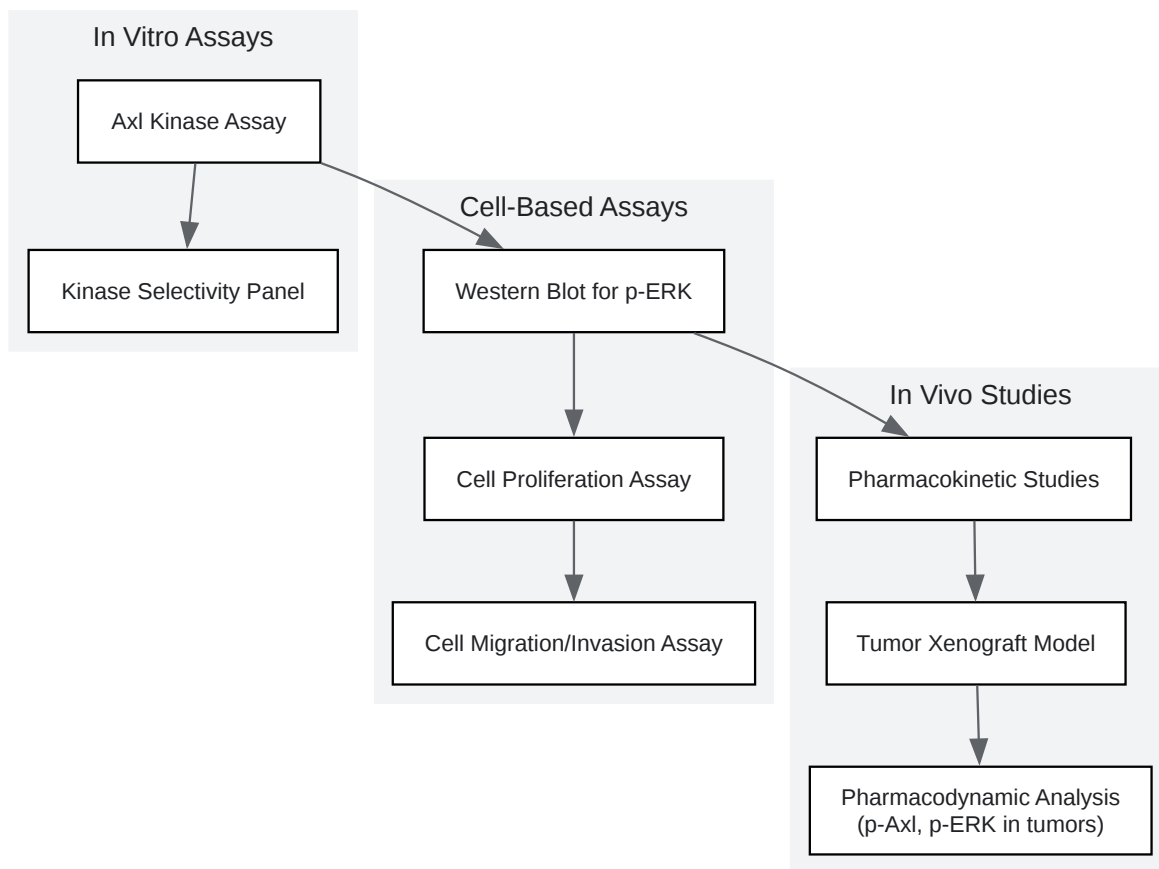 In Vitro Assays
Axl Kinase Assay
Kinase Selectivity Panel
Cell-Based Assays
Western Blot for p-ERK
Cell Proliferation Assay
Cell Migration/Invasion Assay
In Vivo Studies
Pharmacokinetic Studies
Tumor Xenograft Model
Pharmacodynamic Analysis
(p-Axl, p-ERK in tumors)